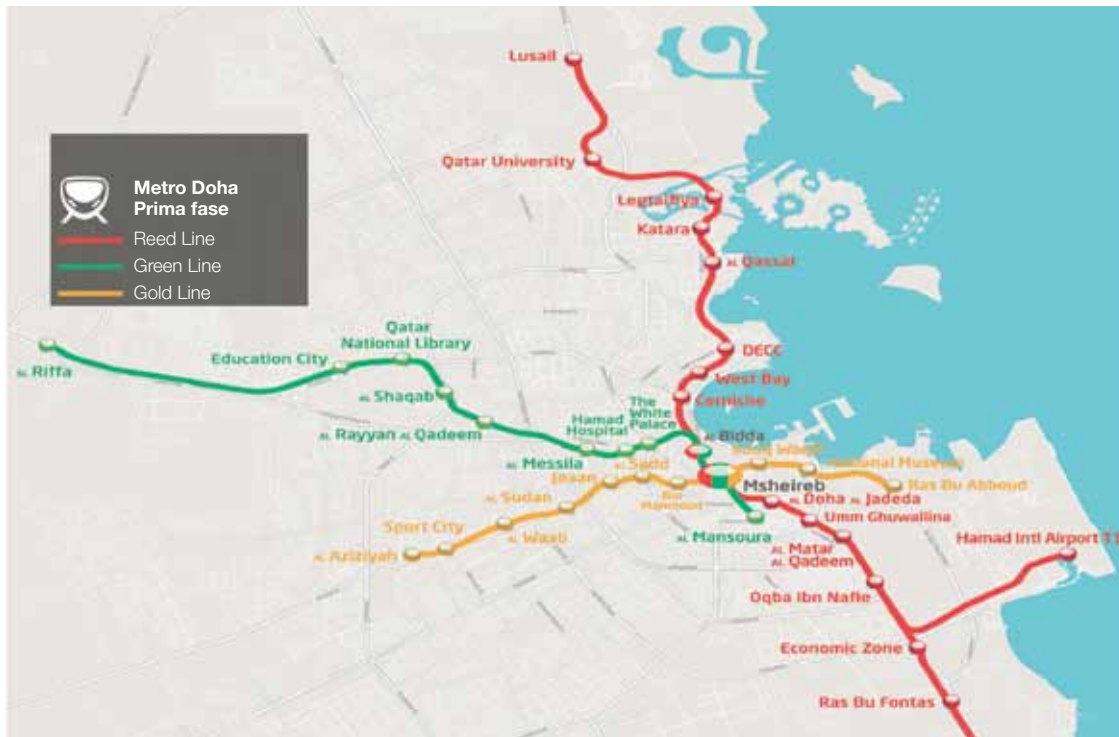 Lusail
Qatar University
Legtaifiya
Katara
AL Qassar
Metro Doha
Prima fase
Reed Line
Green Line
Gold Line
DECC
West Bay
Corniche
AL Bidda
Qatar
National Library
Education City
AL Riffa
AL Shaqab
AL Rayyan AL Qadeem
The
White
Palace
Hamad
Hospital
AL Messila
AL Sadd
Joaan
AL Sudan
Bin
Mahmoud
Souq Waqif
National Museum
Ras Bu Abboud
Msheireb
Sport City
AL Waab
AL Aziziyah
AL Mansoura
AL Doha AL Jadeda
Umm Ghuwallina
AL Matar
AL Qadeem
Hamad Intl Airport T1
Oqba Ibn Nafie
Economic Zone
Ras Bu Fontas